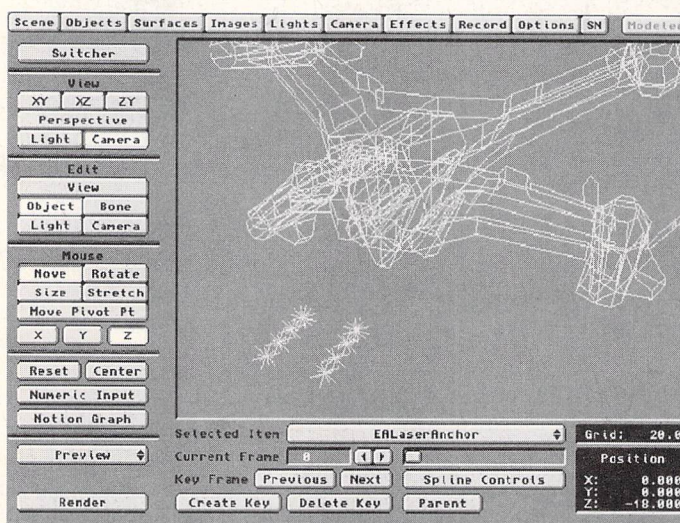 Scene Objects Surfaces Images Lights Camera Effects Record Options SN Modeler
Switcher
View
XY XZ ZY
Perspective
Light Camera
Edit
View
Object Bone
Light Camera
Mouse
Move Rotate
Size Stretch
Move Pivot Pt
X Y Z
Reset Center
Numeric Input
Motion Graph
Preview
Render
Selected Item EALaserAnchor
Current Frame 0
Key Frame Previous Next Spline Controls
Create Key Delete Key Parent
Grid: 20.0
Position
X: 0.000
Y: 0.000
Z: -18.000